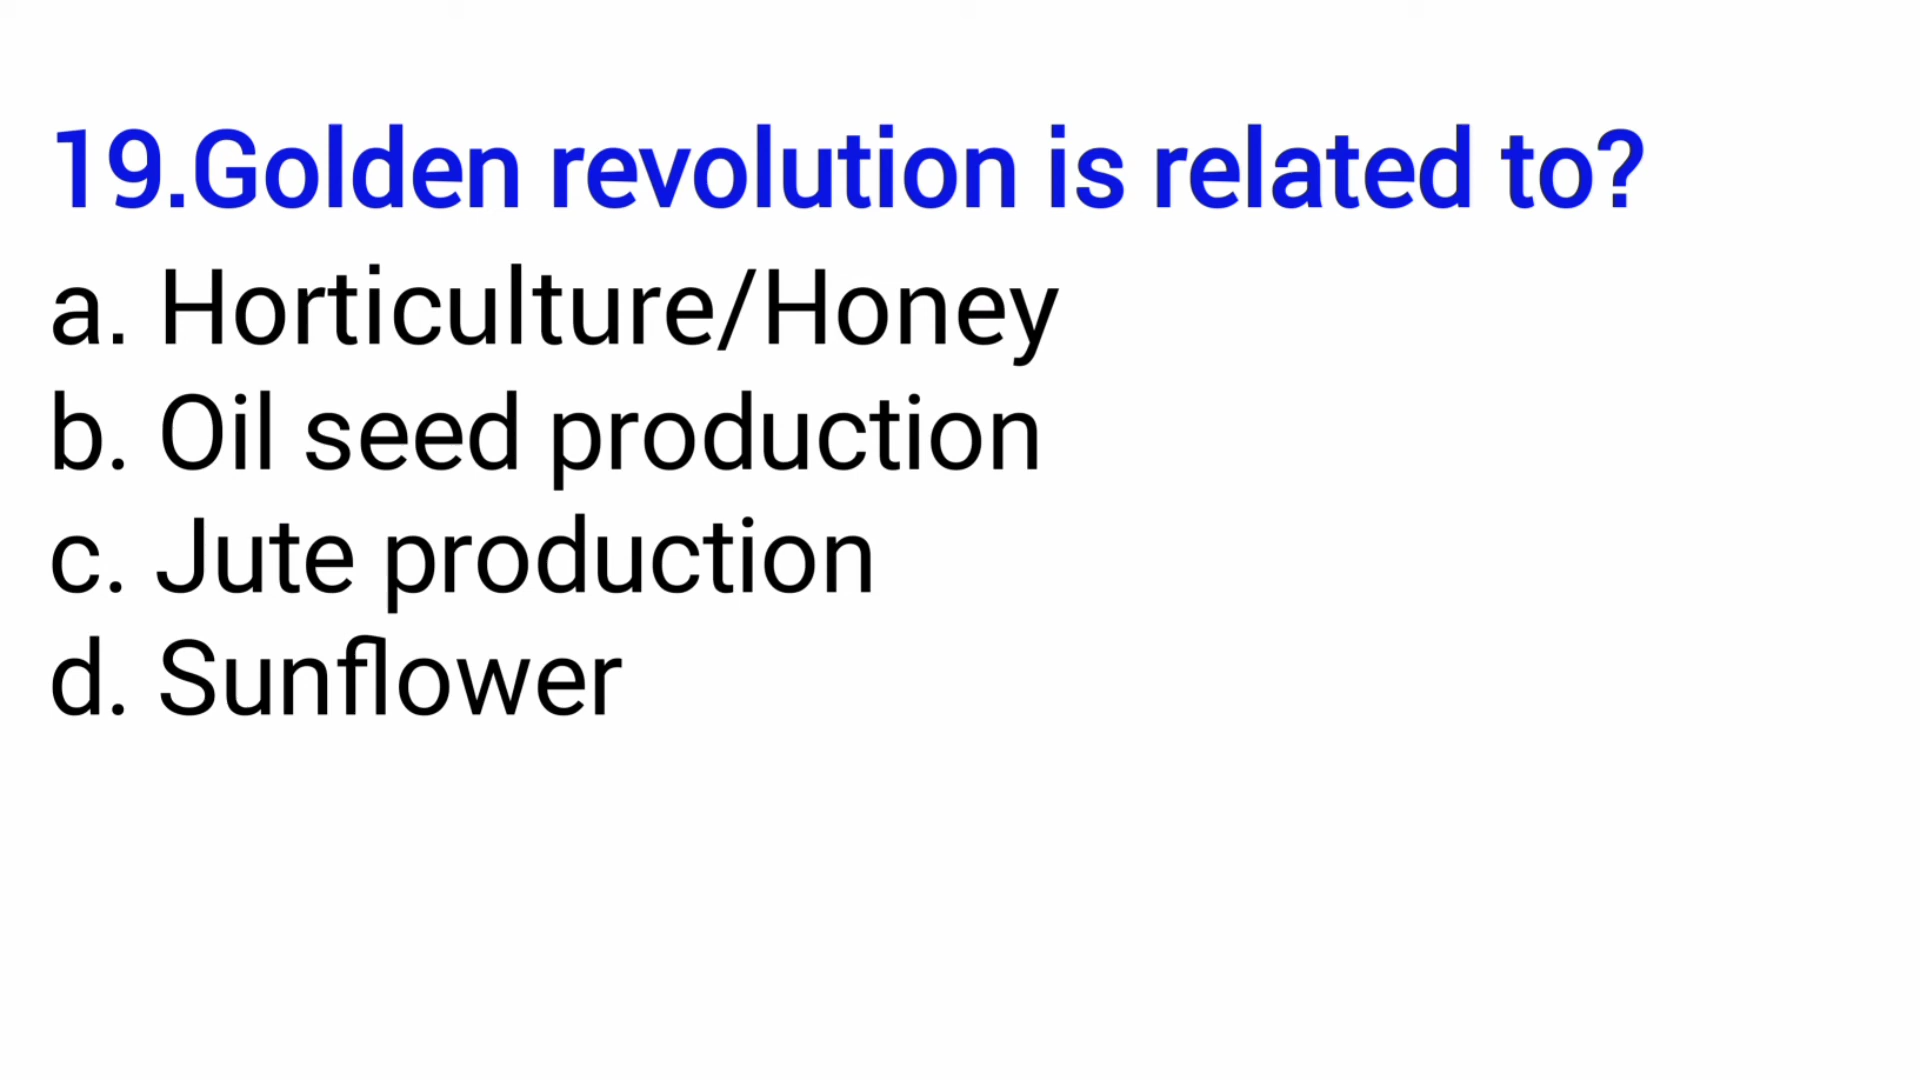 19.Golden revolution is related to?
a. Horticulture/Honey
b. Oil seed production
c. Jute production
d. Sunflower